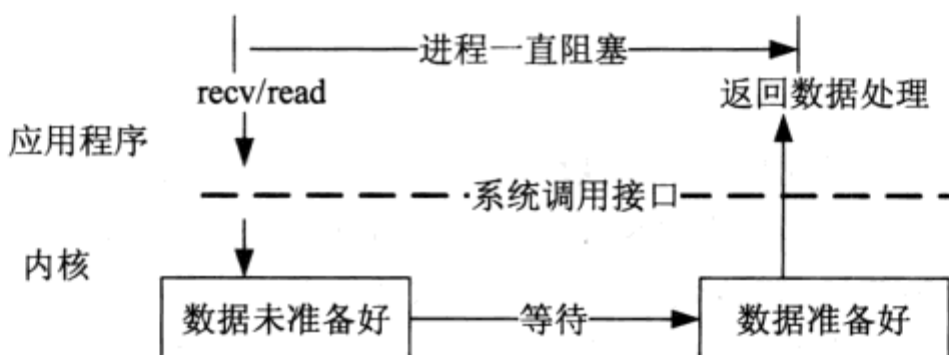 进程一直阻塞
recv/read
返回数据处理
应用程序
系统调用接口
内核
数据未准备好
等待
数据准备好